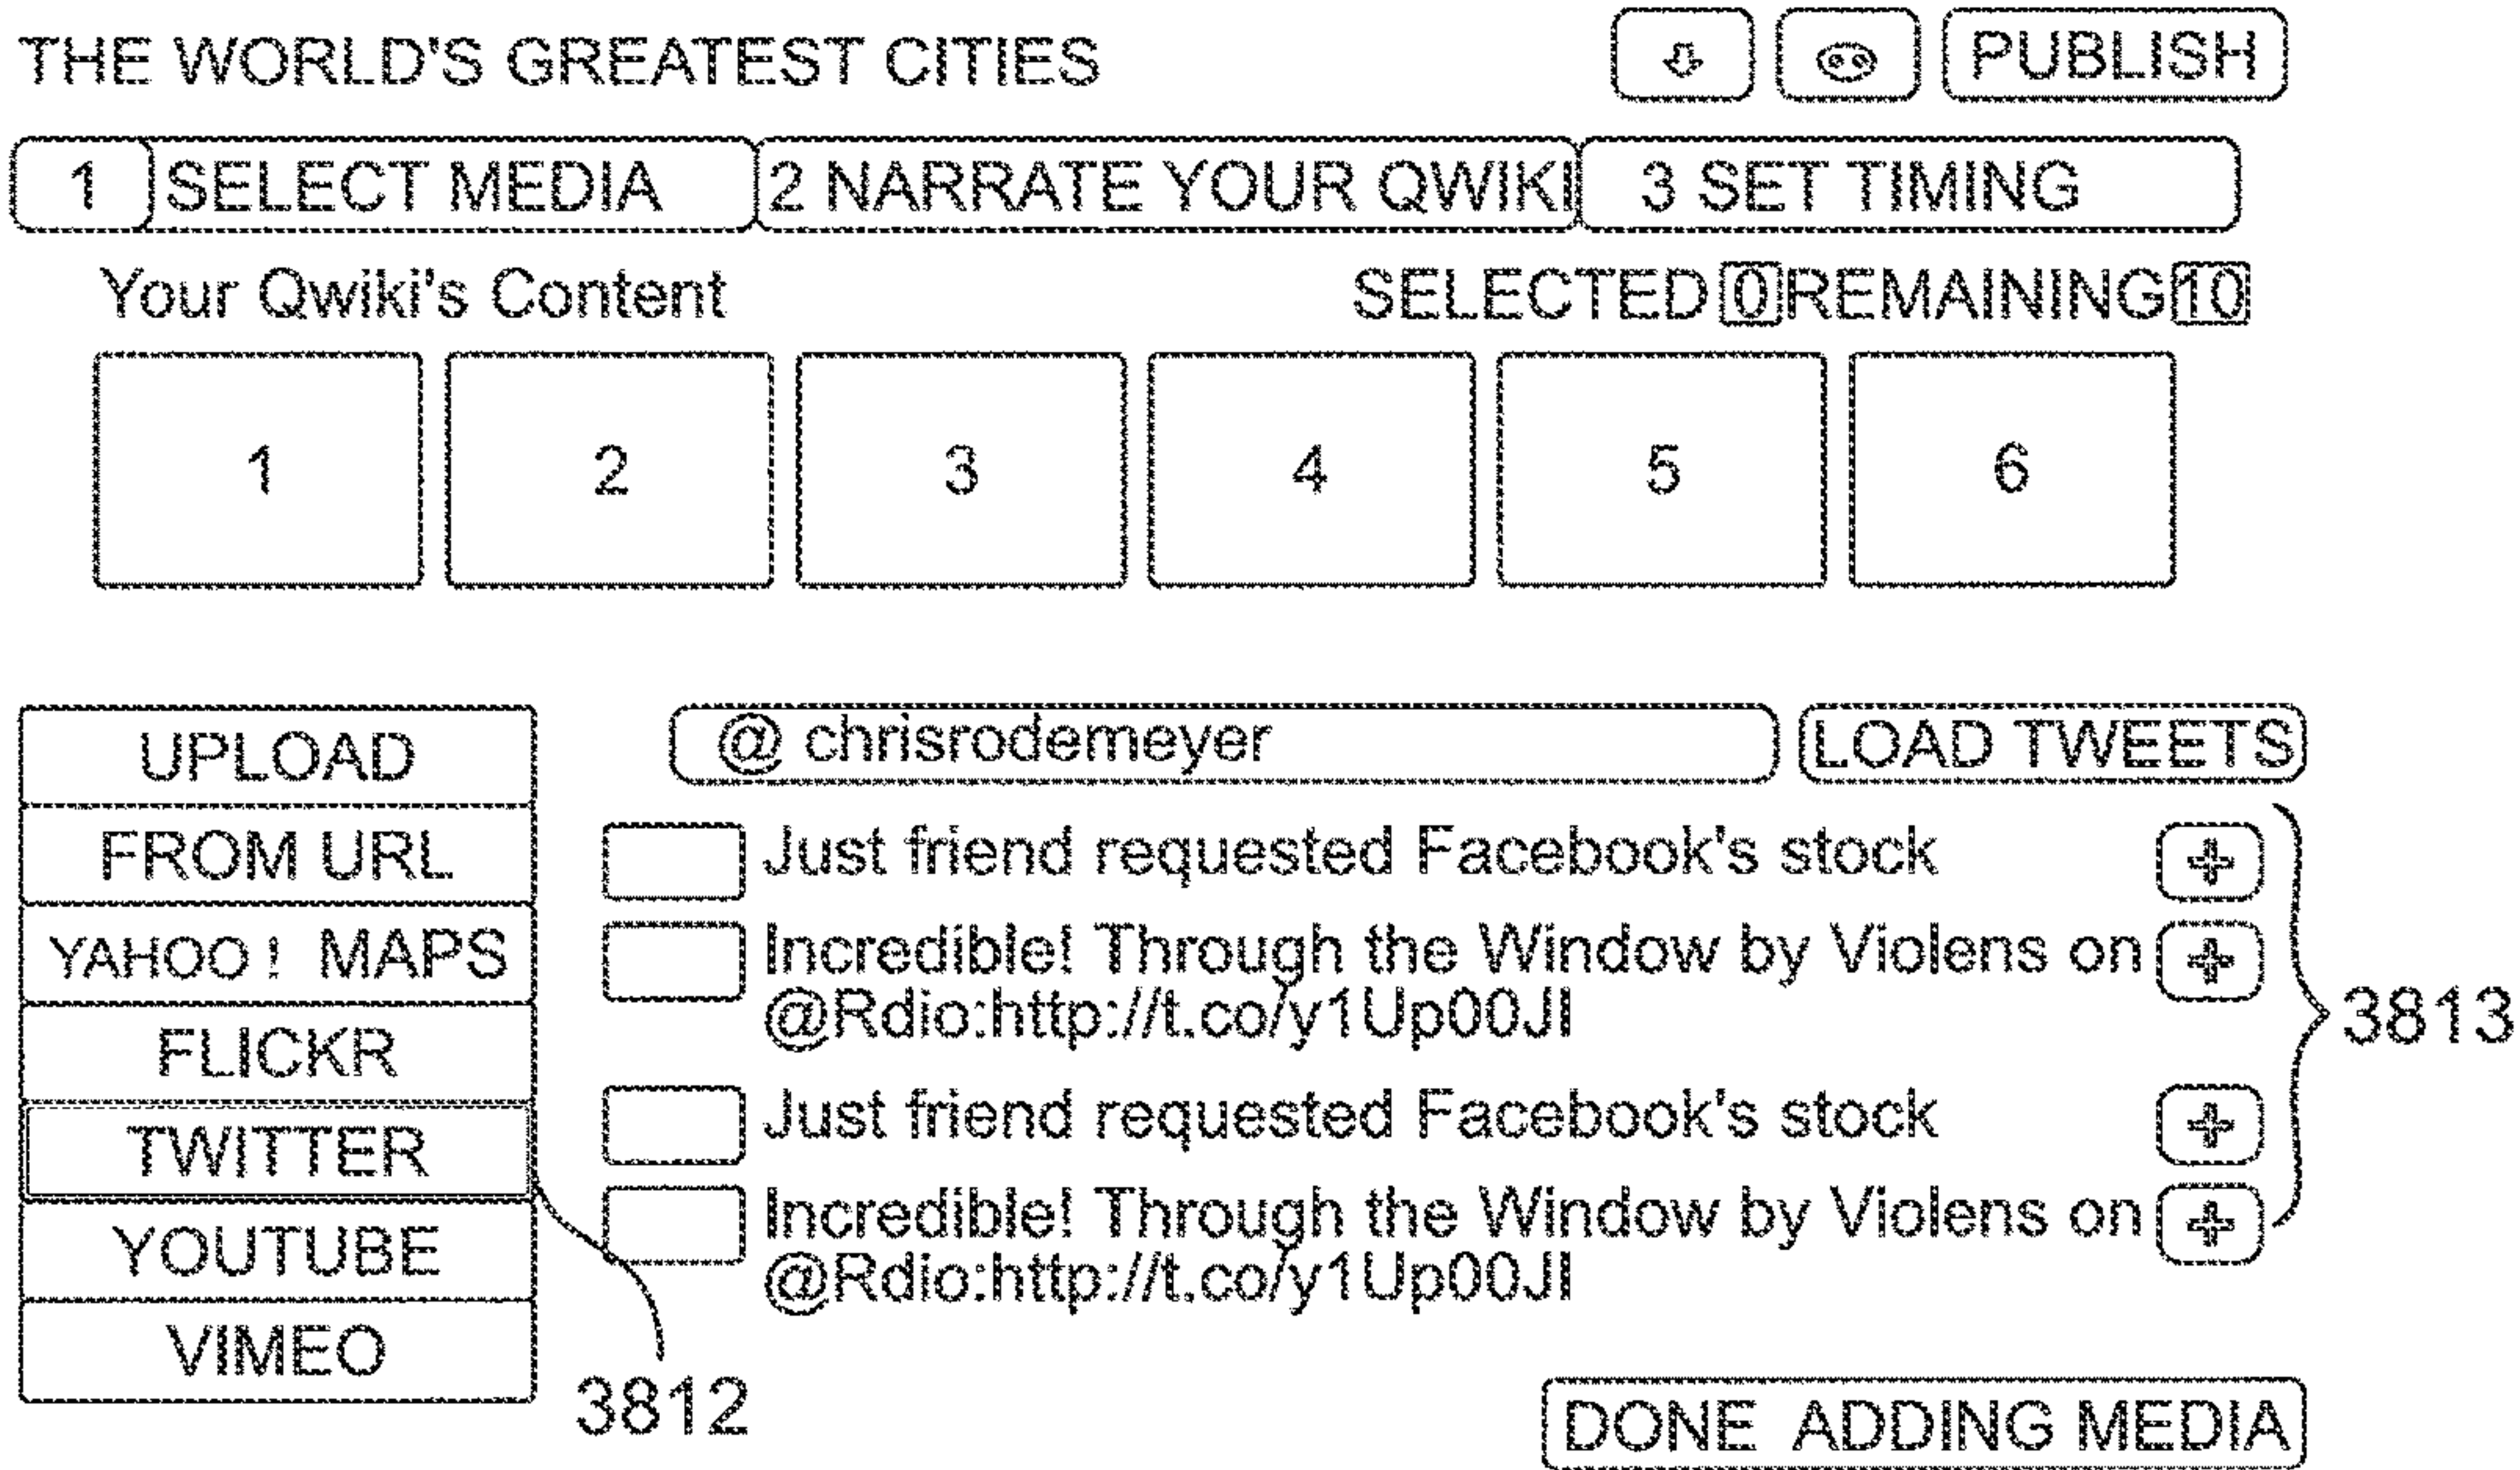 THE WORLD'S GREATEST CITIES
PUBLISH
1 SELECT MEDIA 2 NARRATE YOUR QWIKI 3 SET TIMING
Your Qwiki's Content SELECTED 0 REMAINING 10
1 2 3 4 5 6
UPLOAD
FROM URL
YAHOO! MAPS
FLICKR
TWITTER
YOUTUBE
VIMEO
3812
@ chrisrodemeyer LOAD TWEETS
Just friend requested Facebook's stock +
Incredible! Through the Window by Violens on +
@Rdio:http://t.co/y1Up00JI
Just friend requested Facebook's stock +
Incredible! Through the Window by Violens on +
@Rdio:http://t.co/y1Up00JI
3813
DONE ADDING MEDIA